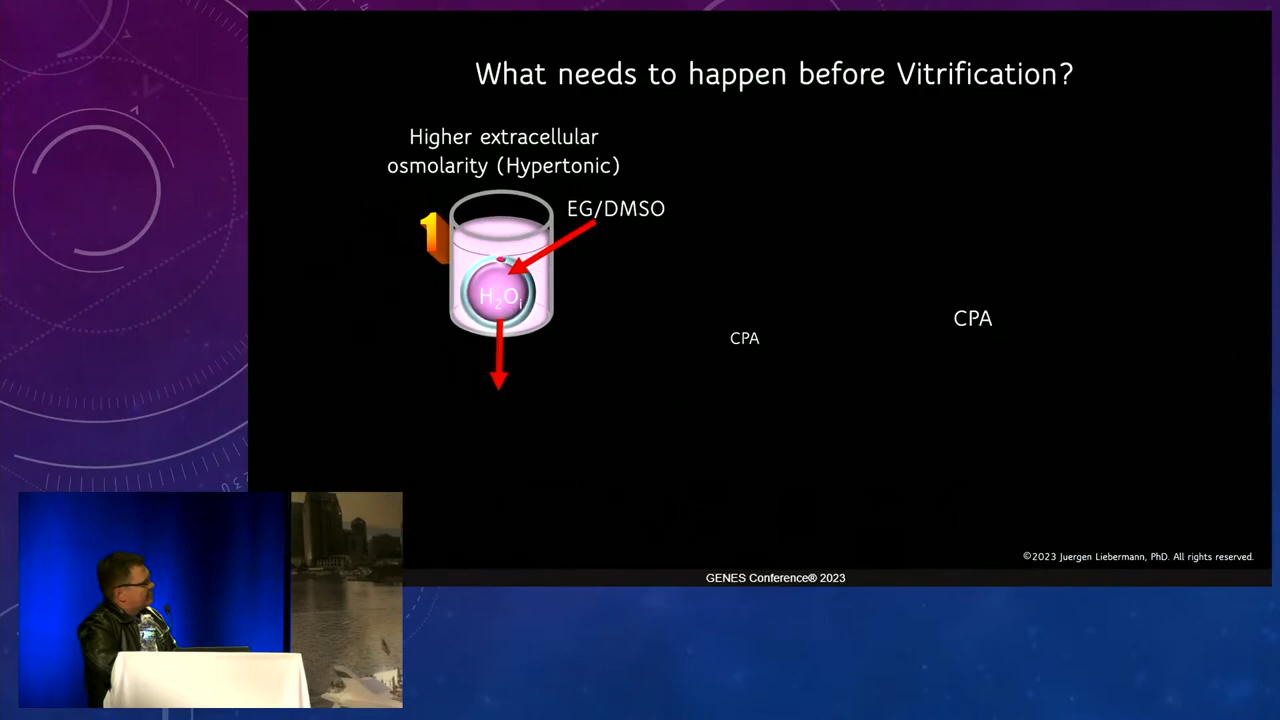 What needs to happen before Vitrification?
Higher extracellular
osmolarity (Hypertonic)
1
EG/DMSO
H₂Oᵢ
CPA
CPA
©2023 Juergen Liebermann, PhD. All rights reserved.
GENES Conference® 2023
230